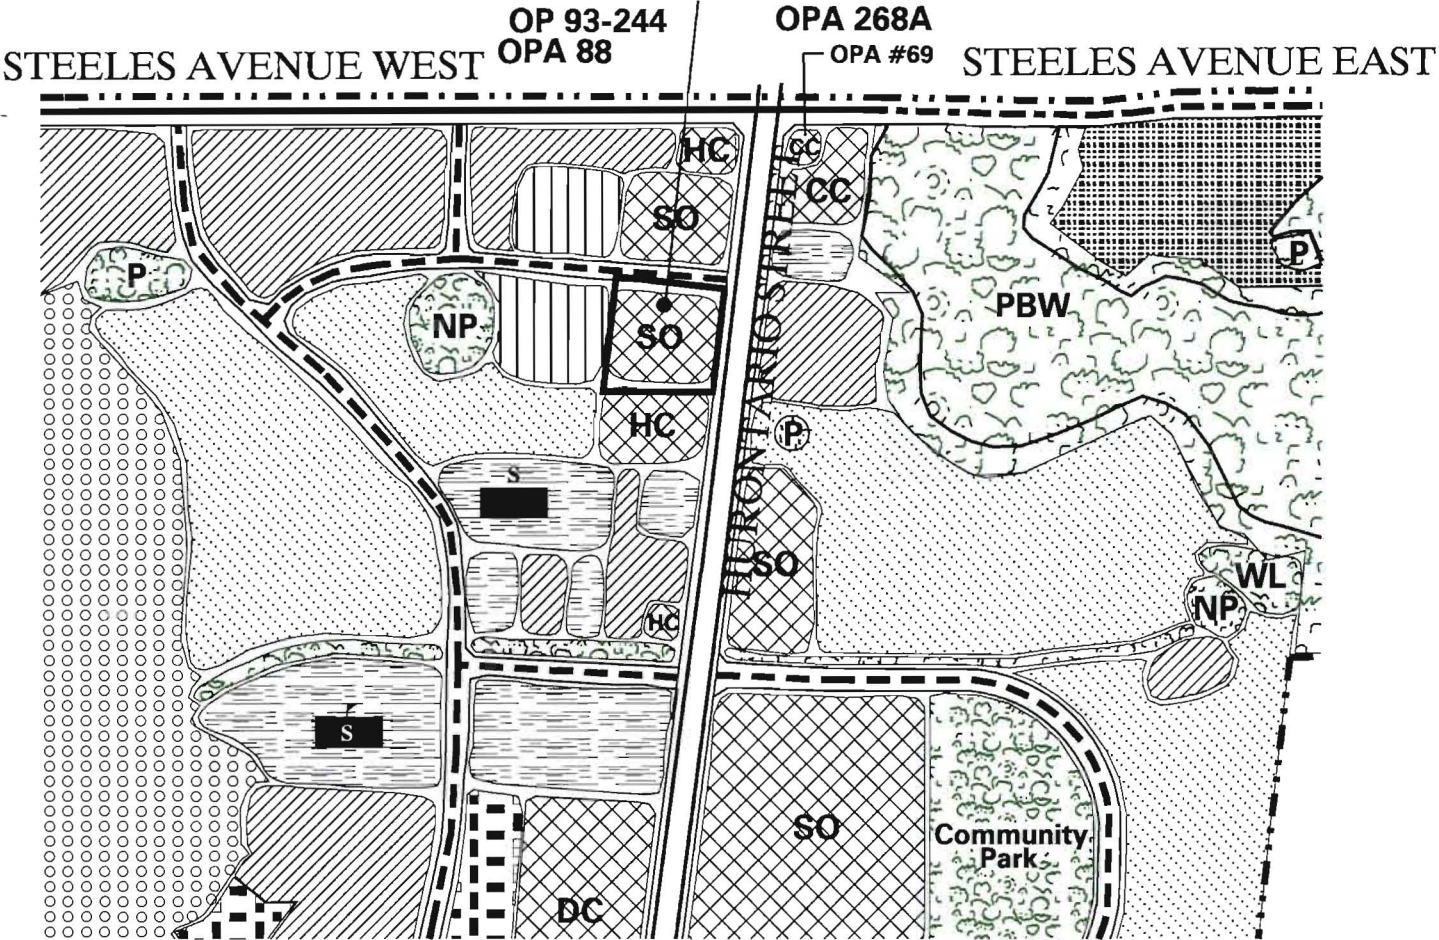 OP 93-244
OPA 88
OPA 268A
OPA #69
STEELES AVENUE WEST
STEELES AVENUE EAST
HC
CC
CC
SO
P
P
PBW
NP
SO
HC
P
HURONTARIO STREET
S
SO
WL
NP
HC
S
SO
Community
Park
DC